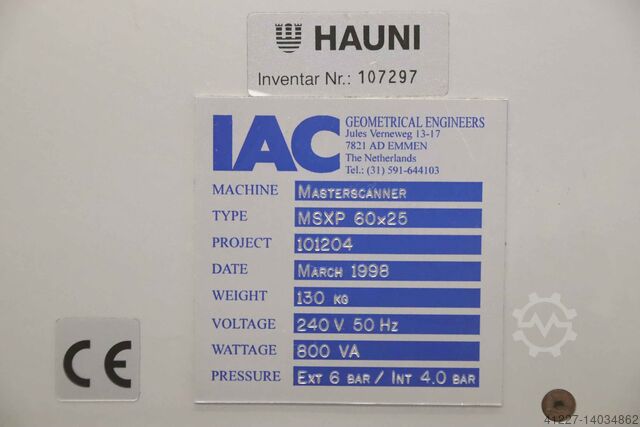 HAUNI
Inventar Nr.: 107297
IAC
GEOMETRICAL ENGINEERS
Jules Verneweg 13-17
7821 AD EMMEN
The Netherlands
Tel.: (31) 591-644103
MACHINE Masterscanner
TYPE MSXP 60x25
PROJECT 101204
DATE March 1998
WEIGHT 130 kg
VOLTAGE 240 V 50 Hz
WATTAGE 800 VA
PRESSURE Ext 6 bar / Int 4.0 bar
CE
41227-14034862